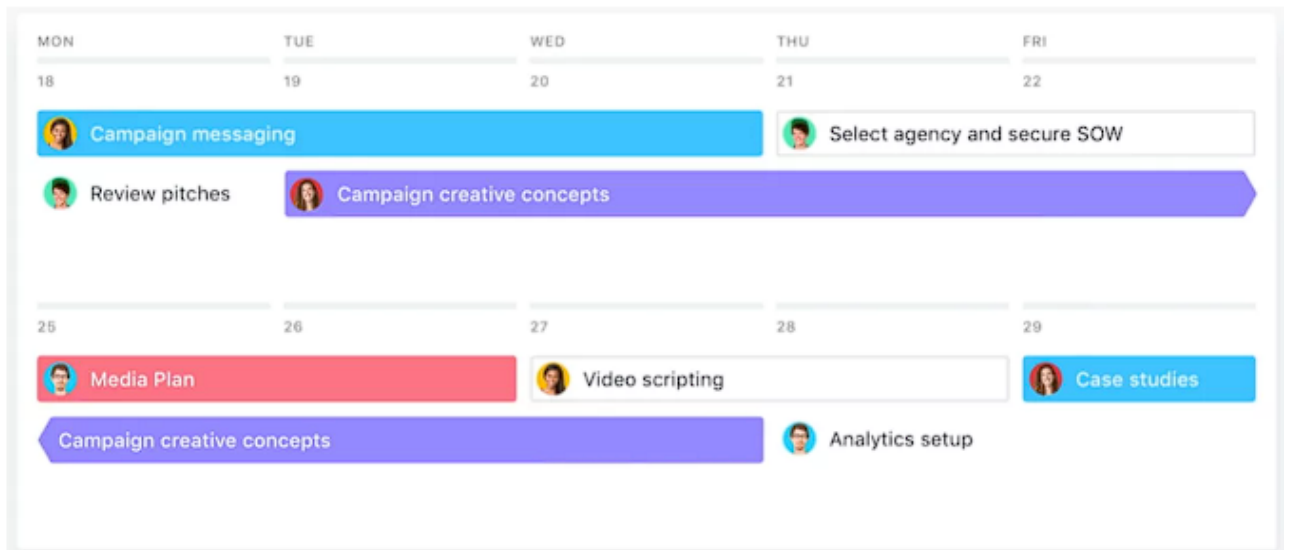 MON TUE WED THU FRI
18 19 20 21 22
Campaign messaging Select agency and secure SOW
Review pitches Campaign creative concepts
25 26 27 28 29
Media Plan Video scripting Case studies
Campaign creative concepts Analytics setup